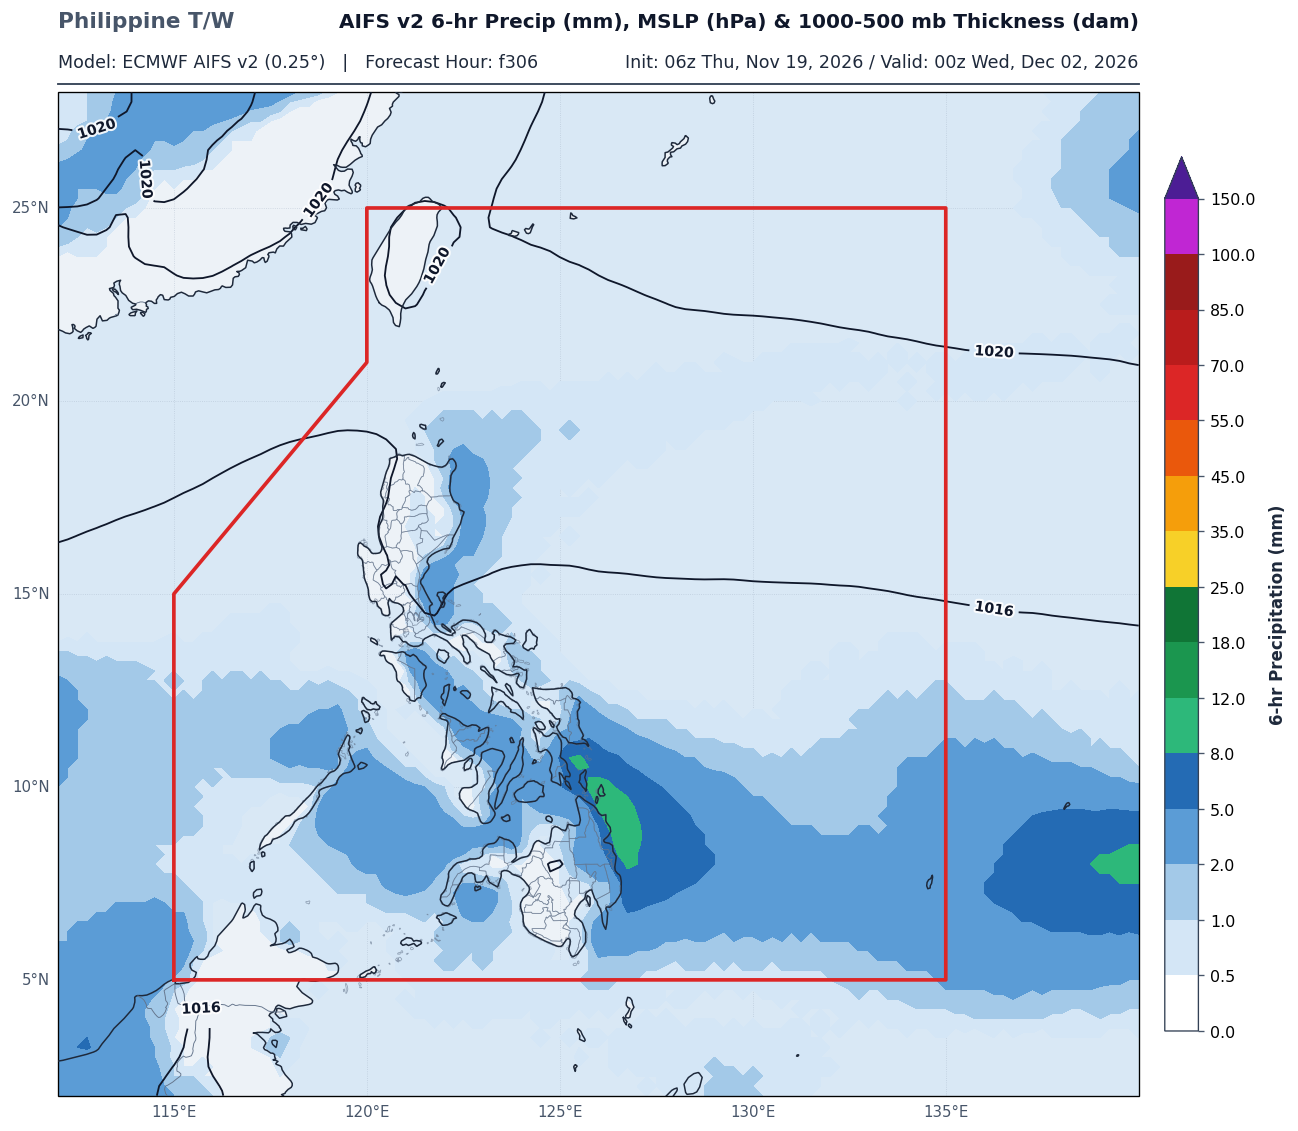 Philippine T/W
AIFS v2 6-hr Precip (mm), MSLP (hPa) & 1000-500 mb Thickness (dam)
Model: ECMWF AIFS v2 (0.25°) | Forecast Hour: f306
Init: 06z Thu, Nov 19, 2026 / Valid: 00z Wed, Dec 02, 2026
1020
1020
1020
1020
1020
1016
1016
25°N
20°N
15°N
10°N
5°N
115°E
120°E
125°E
130°E
135°E
150.0
100.0
85.0
70.0
55.0
45.0
35.0
25.0
18.0
12.0
8.0
5.0
2.0
1.0
0.5
0.0
6-hr Precipitation (mm)